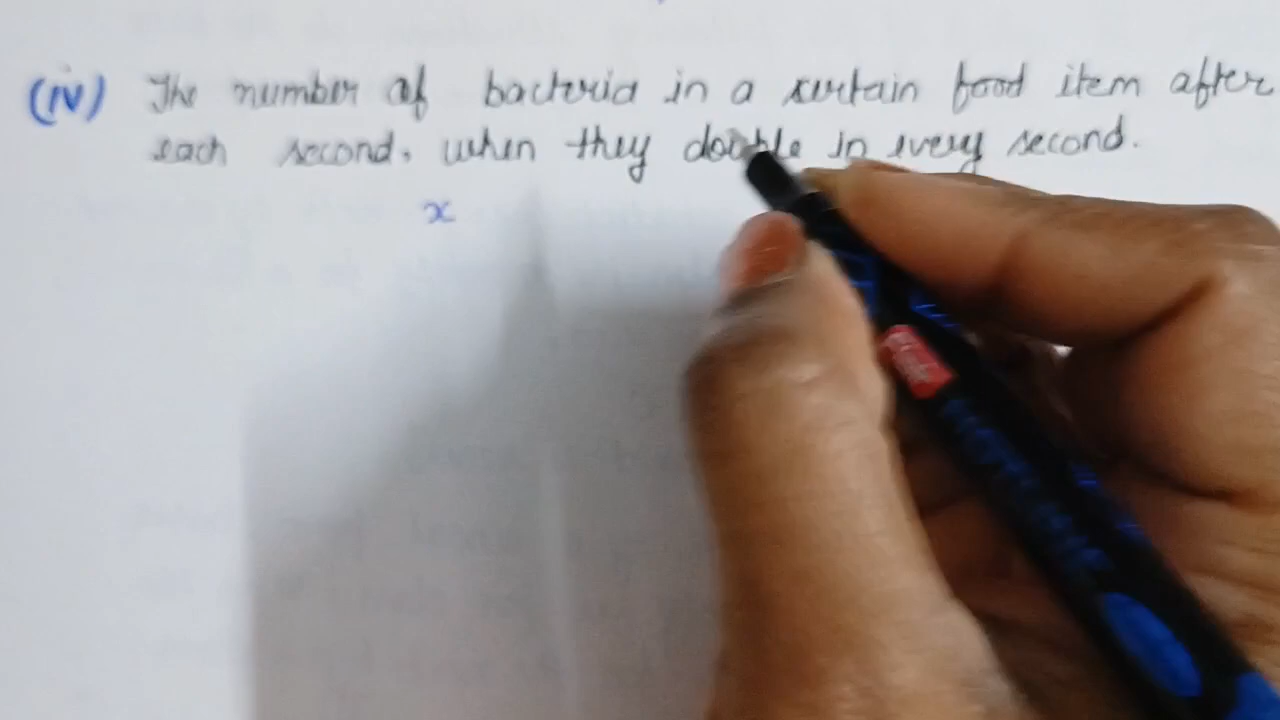 (iv) The number of bacteria in a certain food item after
each second, when they double in every second.
x